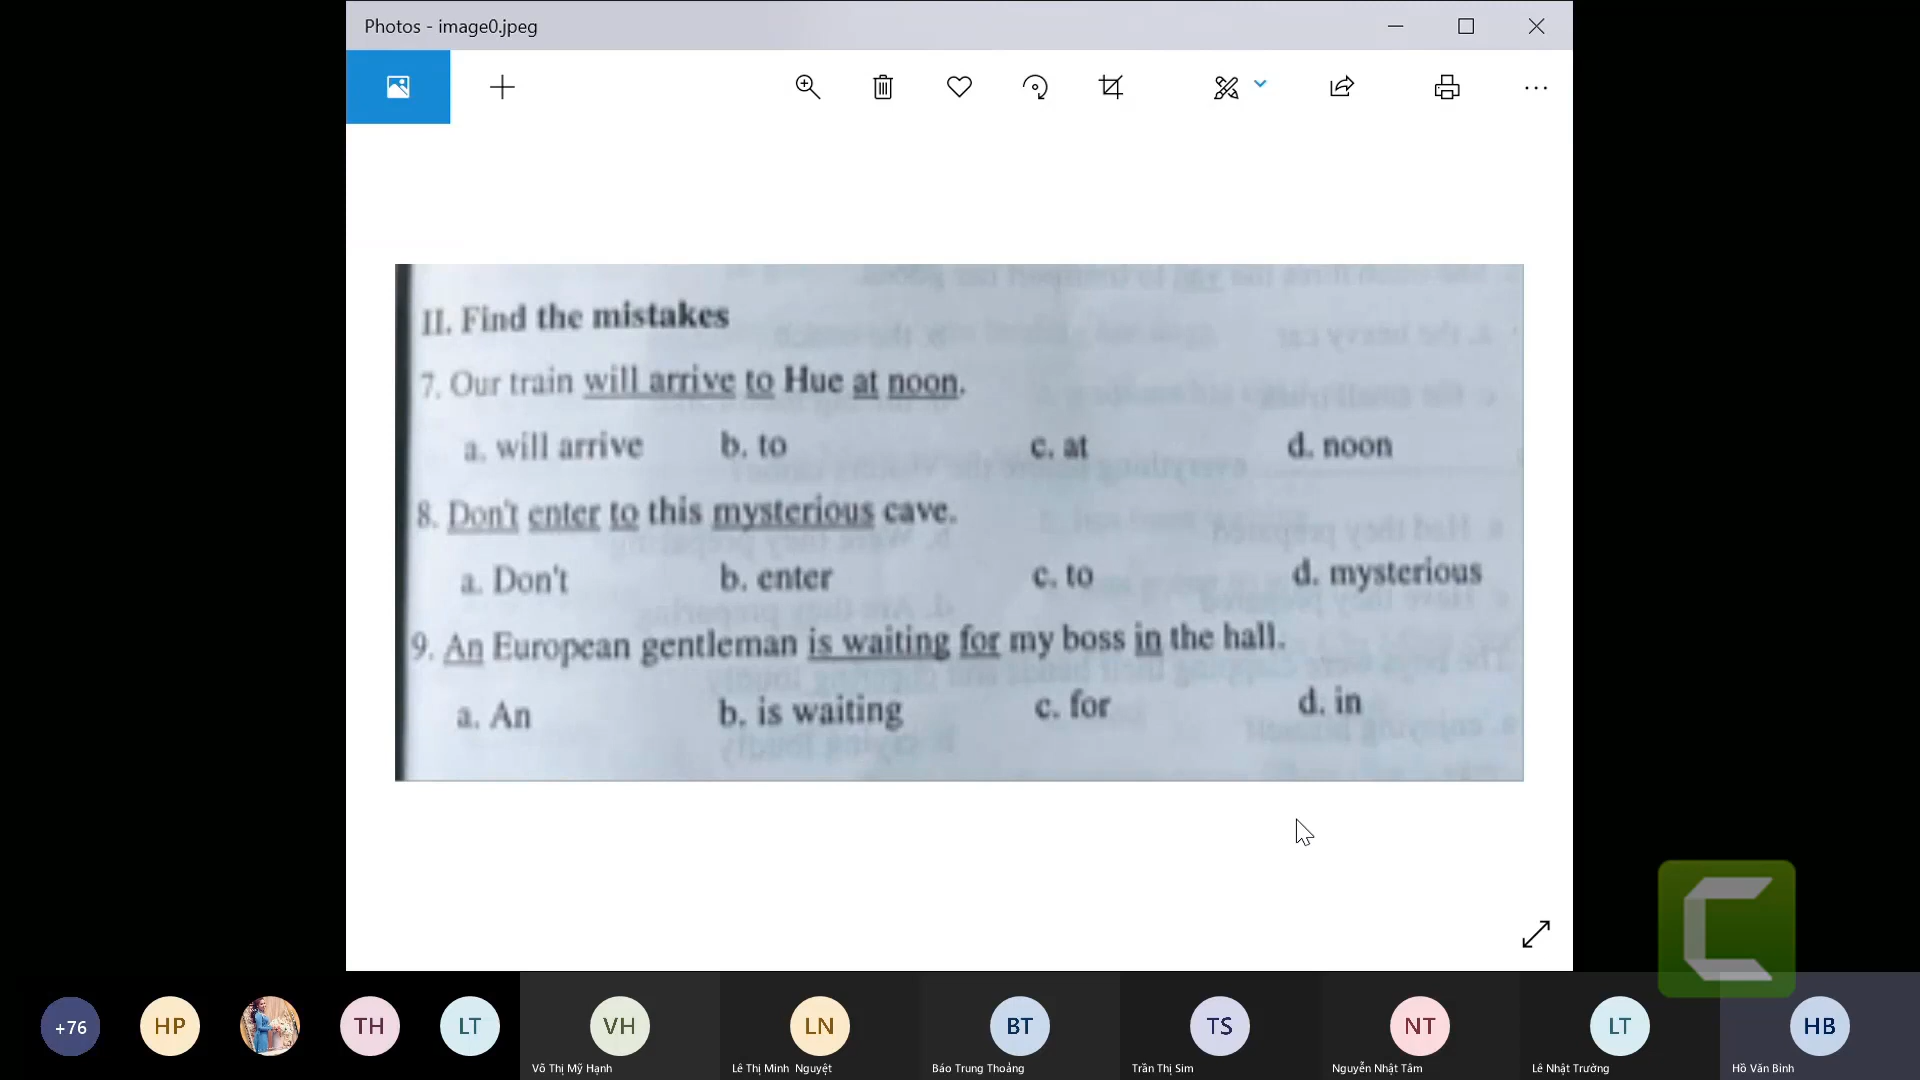 Photos - image0.jpeg
II. Find the mistakes
7. Our train will arrive to Hue at noon.
a. will arrive b. to c. at d. noon
8. Don't enter to this mysterious cave.
a. Don't b. enter c. to d. mysterious
9. An European gentleman is waiting for my boss in the hall.
a. An b. is waiting c. for d. in
+76 HP TH LT VH LN BT TS NT LT HB
Võ Thị Mỹ Hạnh Lê Thị Minh Nguyệt Báo Trung Thoảng Trần Thị Sim Nguyễn Nhật Tâm Lê Nhật Trường Hồ Văn Bình